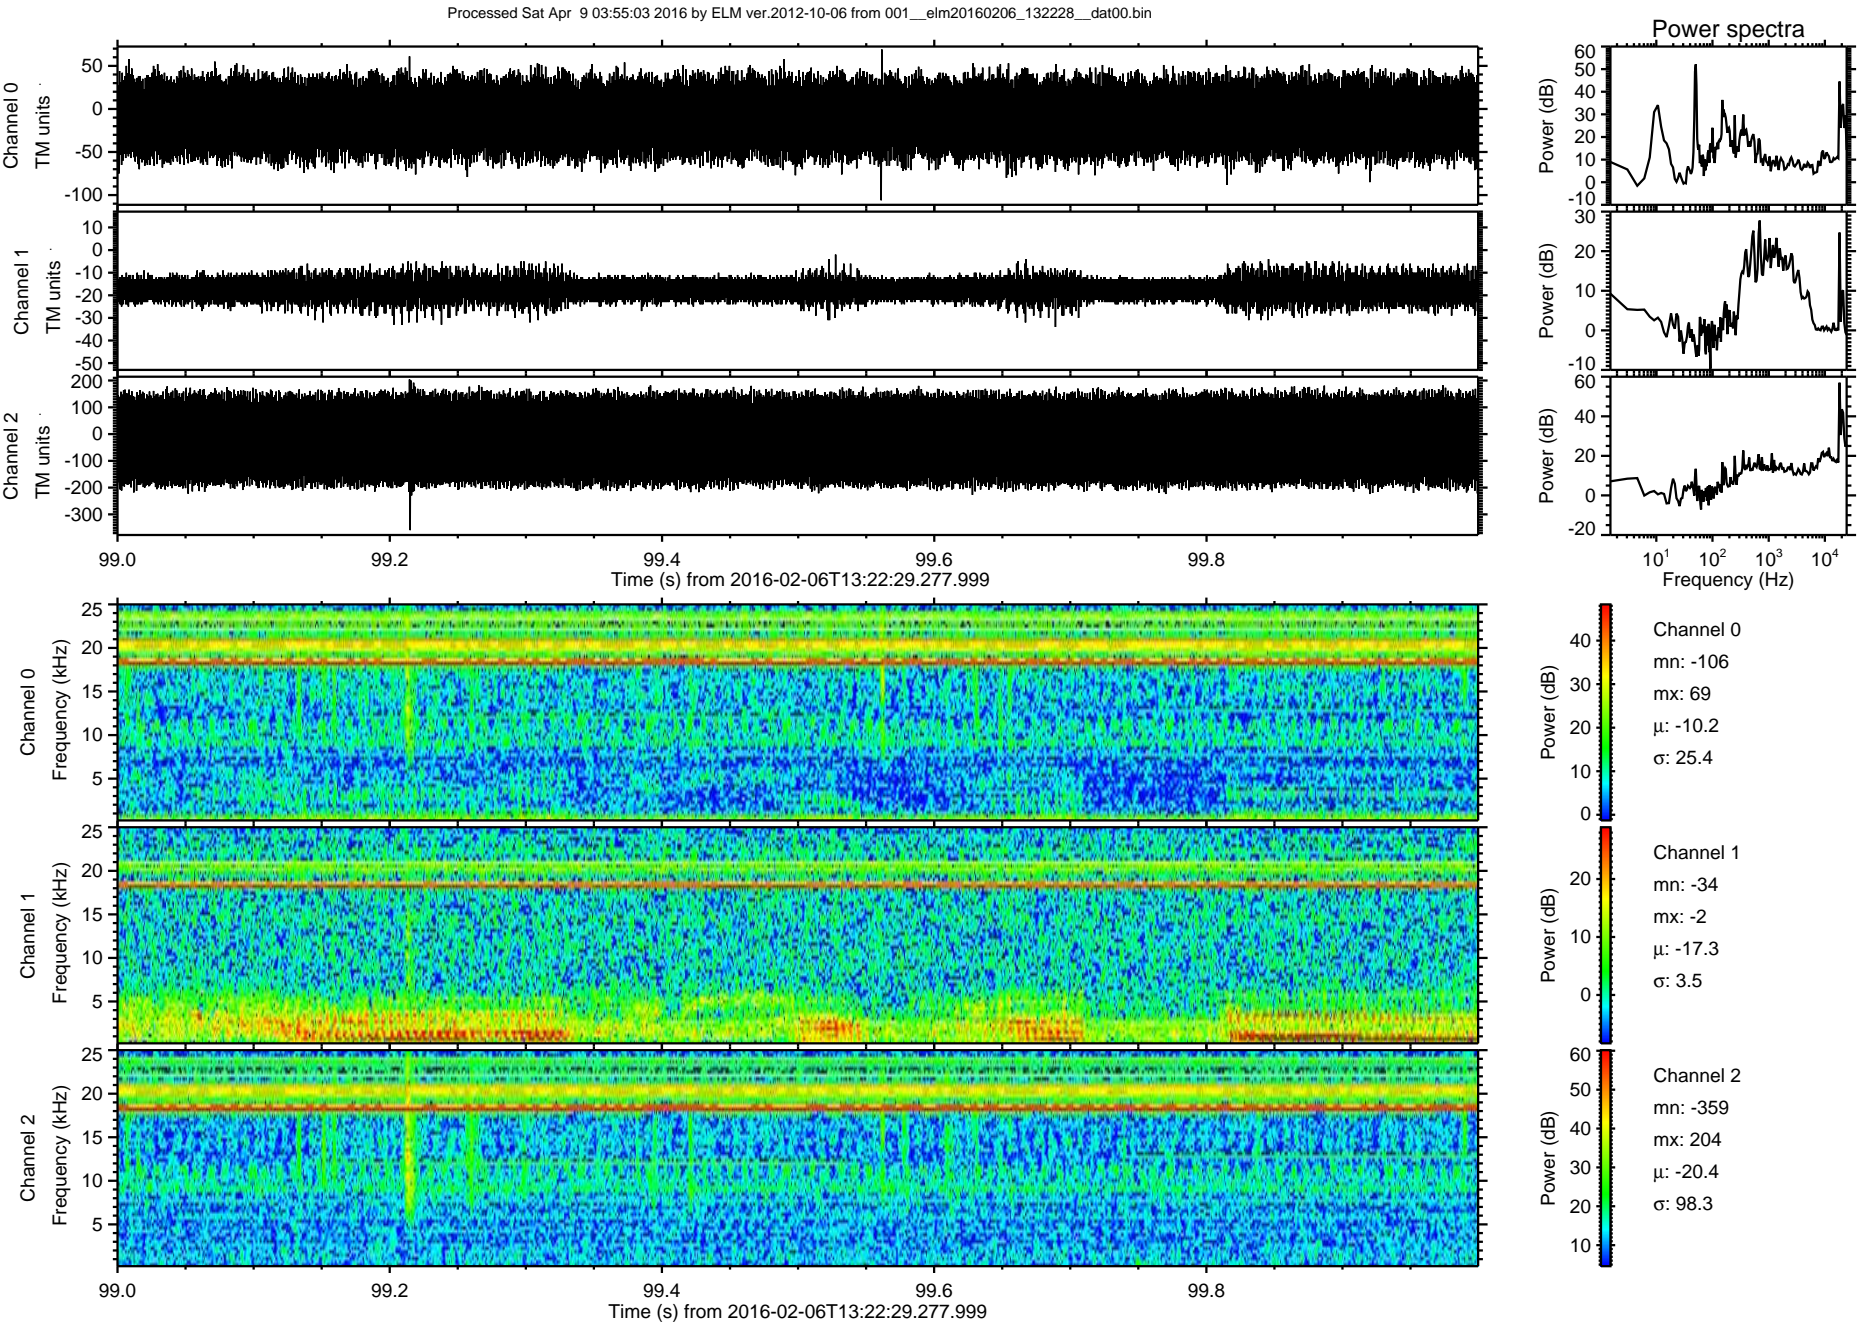 Processed Sat Apr  9 03:55:03 2016 by ELM ver.2012-10-06 from 001__elm20160206_132228__dat00.bin
Power spectra
Channel 0
TM units
50
0
-50
-100
Power (dB)
60
50
40
30
20
10
0
-10
Channel 1
TM units
10
0
-10
-20
-30
-40
-50
Power (dB)
30
20
10
0
-10
Channel 2
TM units
200
100
0
-100
-200
-300
Power (dB)
60
40
20
0
-20
99.0 99.2 99.4 99.6 99.8
Time (s) from 2016-02-06T13:22:29.277.999
10¹ 10² 10³ 10⁴
Frequency (Hz)
Channel 0
Frequency (kHz)
25
20
15
10
5
Power (dB)
40
30
20
10
0
Channel 0
mn: -106
mx: 69
μ: -10.2
σ: 25.4
Channel 1
Frequency (kHz)
25
20
15
10
5
Power (dB)
20
10
0
Channel 1
mn: -34
mx: -2
μ: -17.3
σ: 3.5
Channel 2
Frequency (kHz)
25
20
15
10
5
Power (dB)
60
50
40
30
20
10
Channel 2
mn: -359
mx: 204
μ: -20.4
σ: 98.3
99.0 99.2 99.4 99.6 99.8
Time (s) from 2016-02-06T13:22:29.277.999